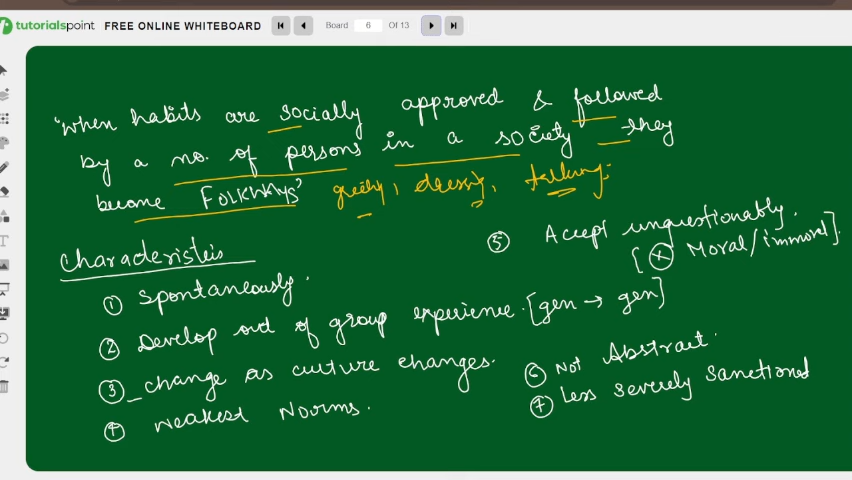 tutorialspoint FREE ONLINE WHITEBOARD Board 6 Of 13
"When habits are socially approved & followed
by a no. of persons in a society they
become FOLKWAYS"
dressing, talking.
Characteristics
① Spontaneously.
② Develop out of group experience. [gen → gen]
③ _change as culture changes.
④ Weakest Norms.
⑤ Accept unquestionably.
[ⓧ Moral/immoral].
⑥ Not Abstract.
⑦ Less severely sanctioned